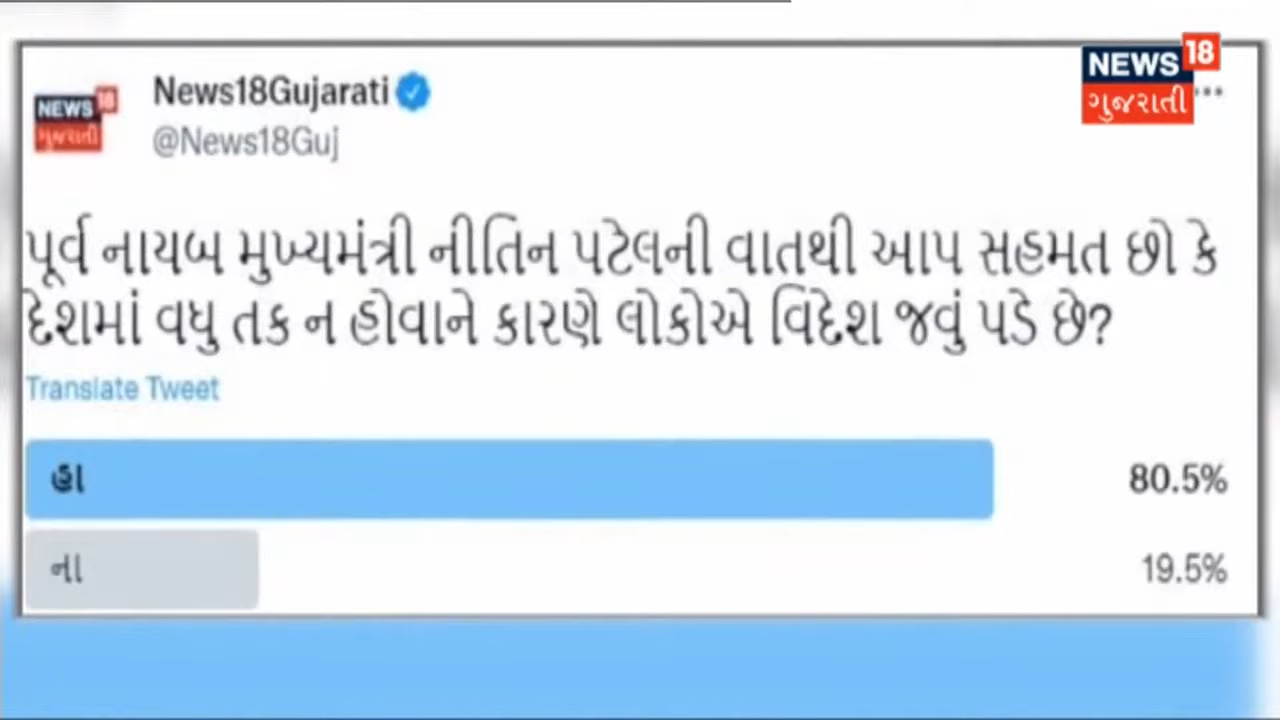 NEWS 18
ગુજરાતી
News18Gujarati
NEWS 18
ગુજરાતી
@News18Guj
પૂર્વ નાયબ મુખ્યમંત્રી નીતિન પટેલની વાતથી આપ સહમત છો કે
દેશમાં વધુ તક ન હોવાને કારણે લોકોએ વિદેશ જવું પડે છે?
Translate Tweet
હા 80.5%
ના 19.5%